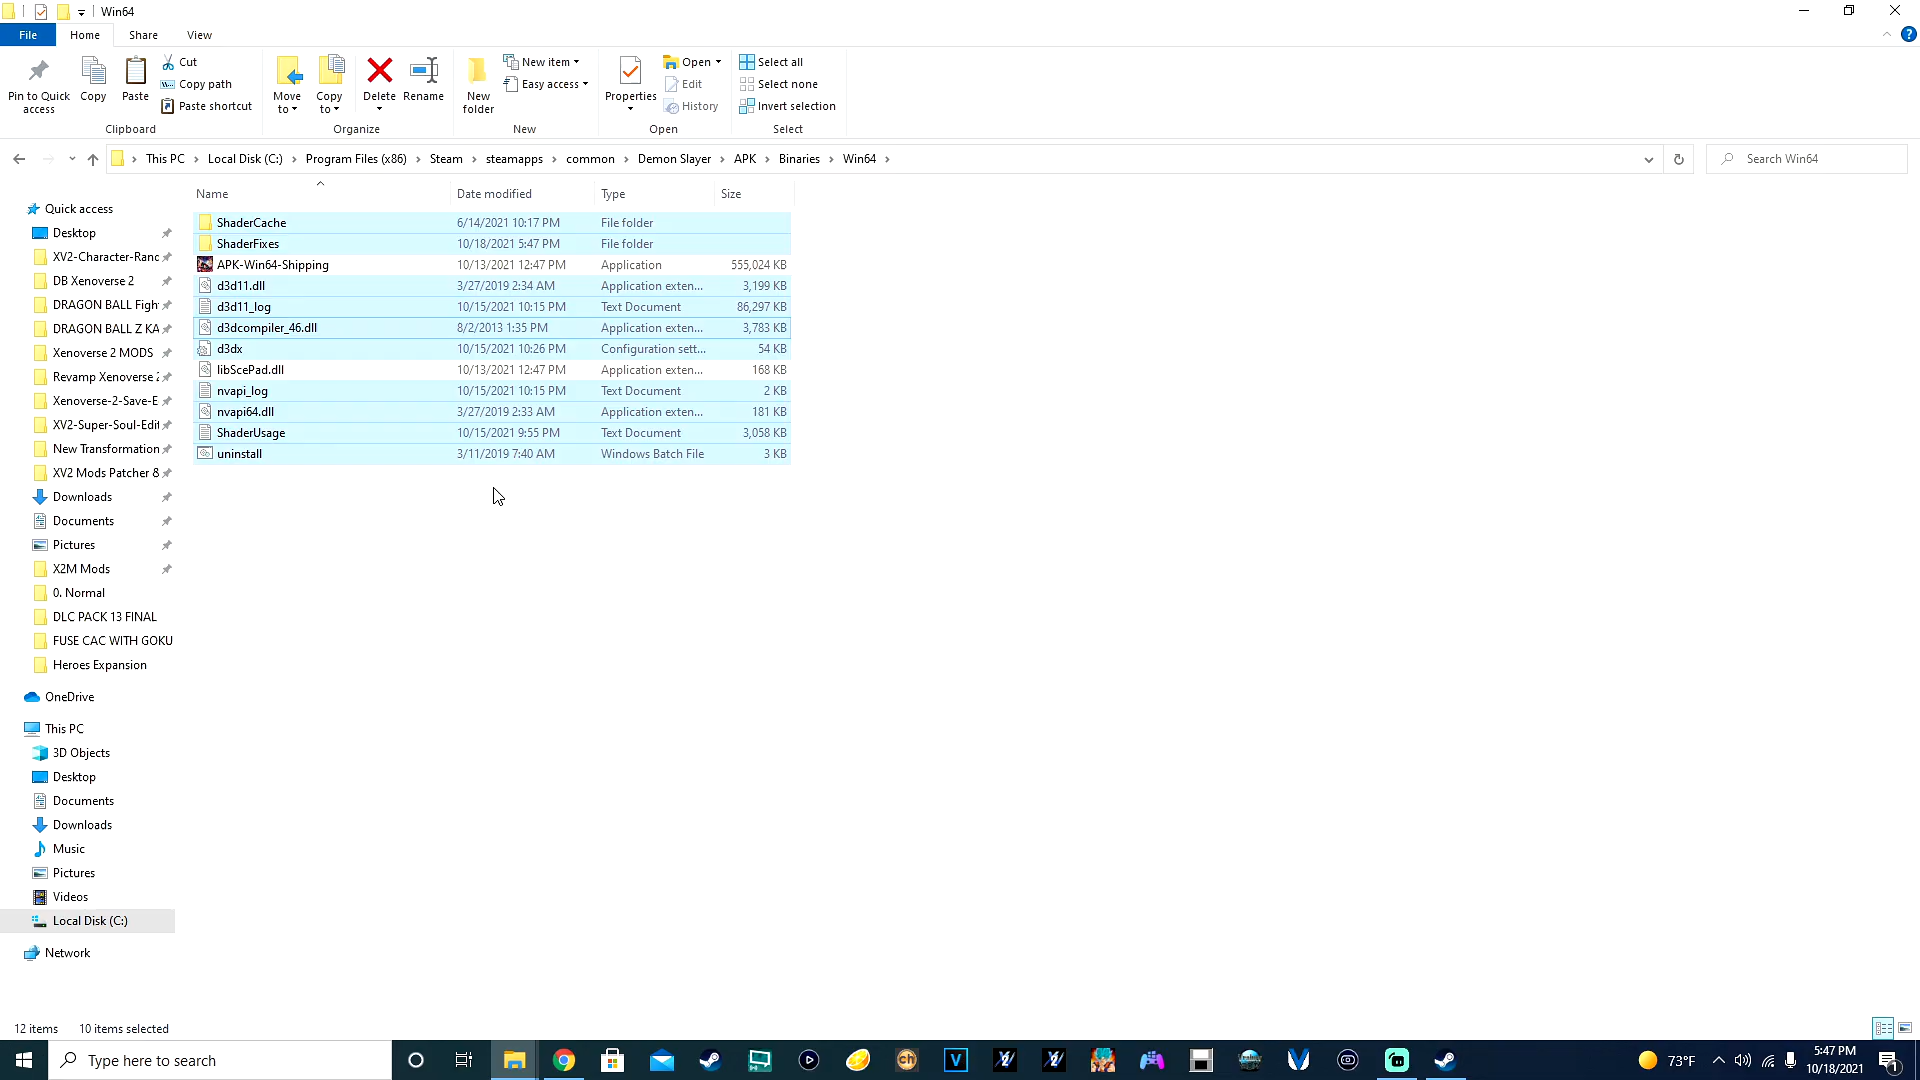 Win64
File Home Share View
Pin to Quick access
Copy
Paste
Cut
Copy path
Paste shortcut
Clipboard
Move to
Copy to
Delete
Rename
Organize
New folder
New item
Easy access
New
Properties
Open
Edit
History
Open
Select all
Select none
Invert selection
Select
This PC Local Disk (C:) Program Files (x86) Steam steamapps common Demon Slayer APK Binaries Win64
Search Win64
Name Date modified Type Size
ShaderCache 6/14/2021 10:17 PM File folder
ShaderFixes 10/18/2021 5:47 PM File folder
APK-Win64-Shipping 10/13/2021 12:47 PM Application 555,024 KB
d3d11.dll 3/27/2019 2:34 AM Application exten... 3,199 KB
d3d11_log 10/15/2021 10:15 PM Text Document 86,297 KB
d3dcompiler_46.dll 8/2/2013 1:35 PM Application exten... 3,783 KB
d3dx 10/15/2021 10:26 PM Configuration sett... 54 KB
libScePad.dll 10/13/2021 12:47 PM Application exten... 168 KB
nvapi_log 10/15/2021 10:15 PM Text Document 2 KB
nvapi64.dll 3/27/2019 2:33 AM Application exten... 181 KB
ShaderUsage 10/15/2021 9:55 PM Text Document 3,058 KB
uninstall 3/11/2019 7:40 AM Windows Batch File 3 KB
Quick access
Desktop
XV2-Character-Ranc
DB Xenoverse 2
DRAGON BALL Figh
DRAGON BALL Z KA
Xenoverse 2 MODS
Revamp Xenoverse 2
Xenoverse-2-Save-E
XV2-Super-Soul-Edit
New Transformation
XV2 Mods Patcher &
Downloads
Documents
Pictures
X2M Mods
0. Normal
DLC PACK 13 FINAL
FUSE CAC WITH GOKU
Heroes Expansion
OneDrive
This PC
3D Objects
Desktop
Documents
Downloads
Music
Pictures
Videos
Local Disk (C:)
Network
12 items 10 items selected
Type here to search
73°F
5:47 PM
10/18/2021